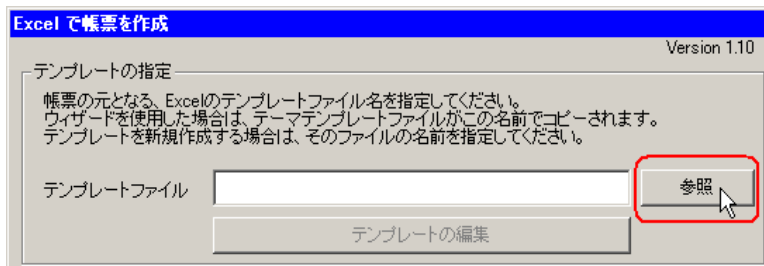 Excel で帳票を作成
Version 1.10
テンプレートの指定
帳票の元となる、Excelのテンプレートファイル名を指定してください。
ウィザードを使用した場合は、テーマテンプレートファイルがこの名前でコピーされます。
テンプレートを新規作成する場合は、そのファイルの名前を指定してください。
テンプレートファイル
参照
テンプレートの編集